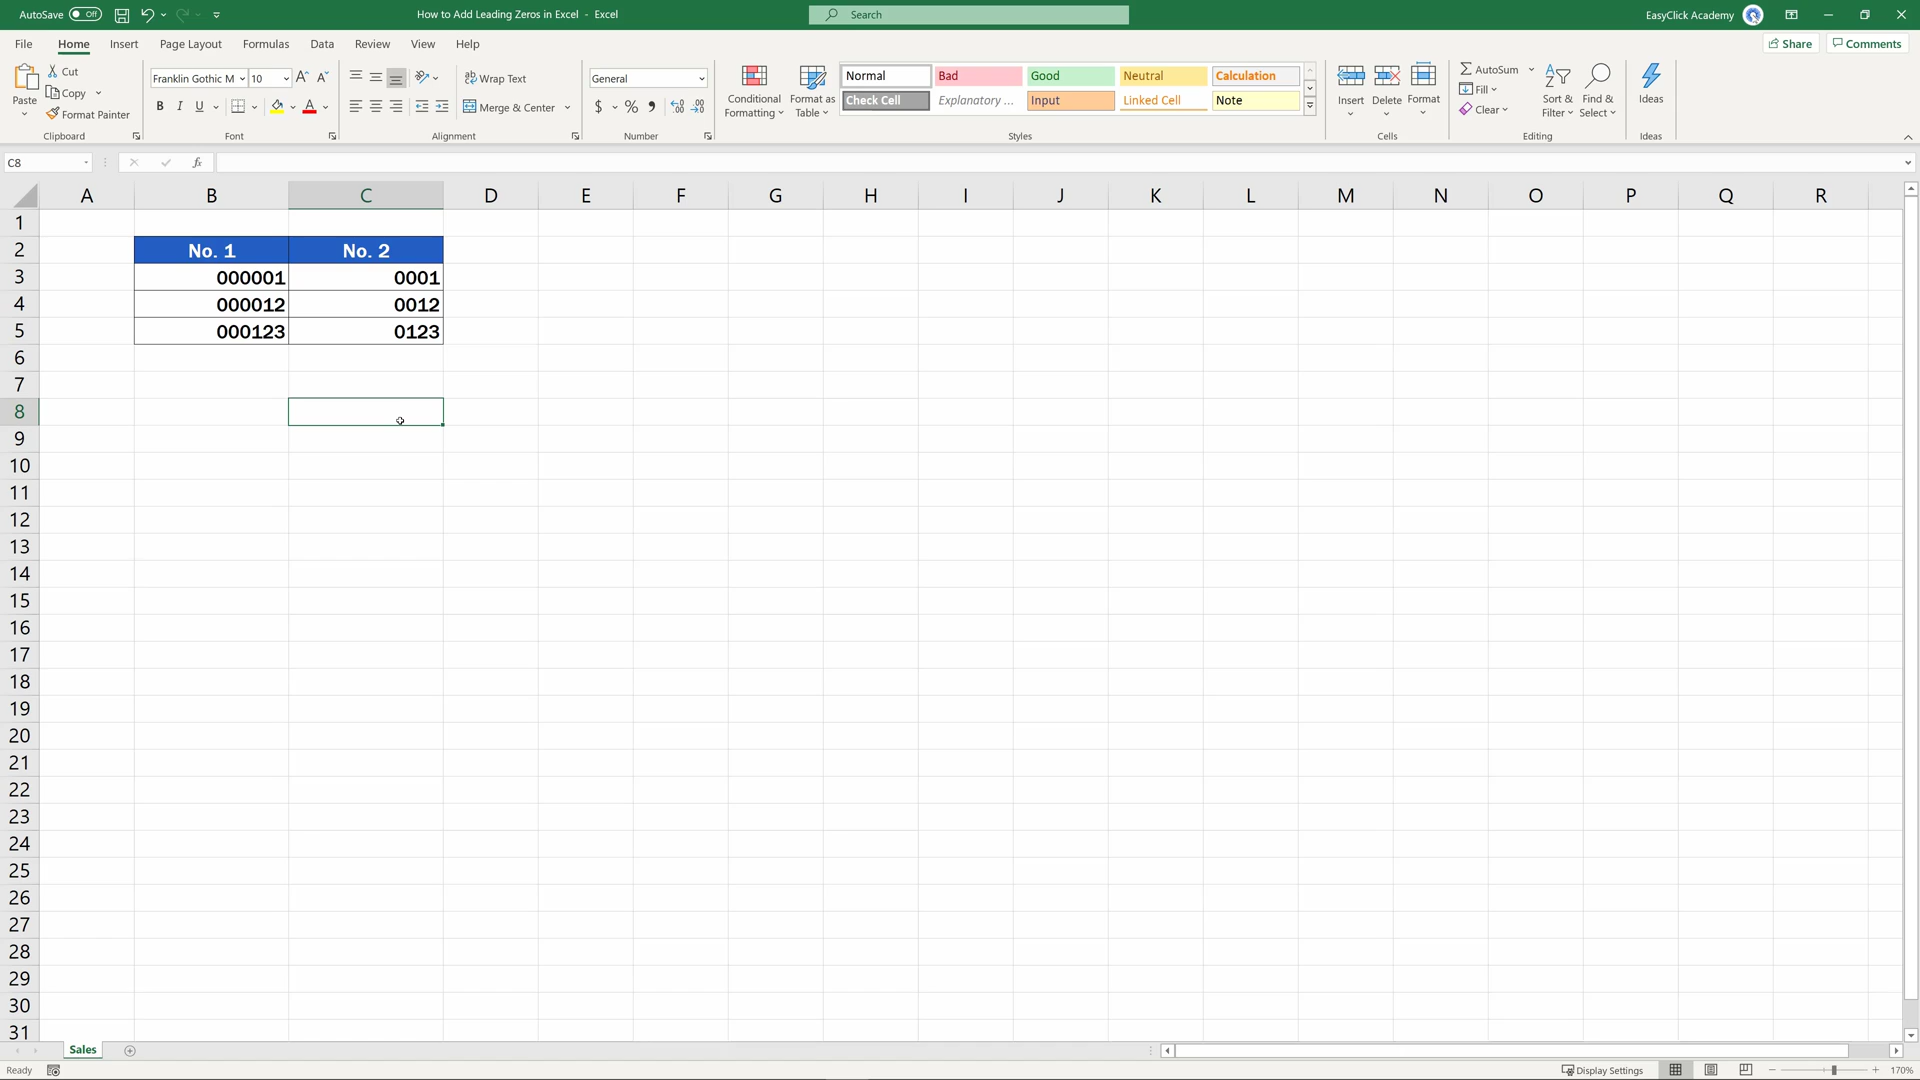 AutoSave Off How to Add Leading Zeros in Excel - Excel Search EasyClick Academy
File Home Insert Page Layout Formulas Data Review View Help Share Comments
Paste
Cut
Copy
Format Painter
Clipboard
Franklin Gothic M 10
B I U
Font
Wrap Text
Merge & Center
Alignment
General
$ % ,
Number
Conditional
Formatting
Format as
Table
Normal Bad Good Neutral Calculation
Check Cell Explanatory ... Input Linked Cell Note
Styles
Insert Delete Format
Cells
AutoSum
Fill
Clear
Sort &
Filter
Find &
Select
Editing
Ideas
Ideas
C8 fx
A B C D E F G H I J K L M N O P Q R
1
2 No. 1 No. 2
3 000001 0001
4 000012 0012
5 000123 0123
6
7
8
9
10
11
12
13
14
15
16
17
18
19
20
21
22
23
24
25
26
27
28
29
30
31
Sales
Ready Display Settings 170%